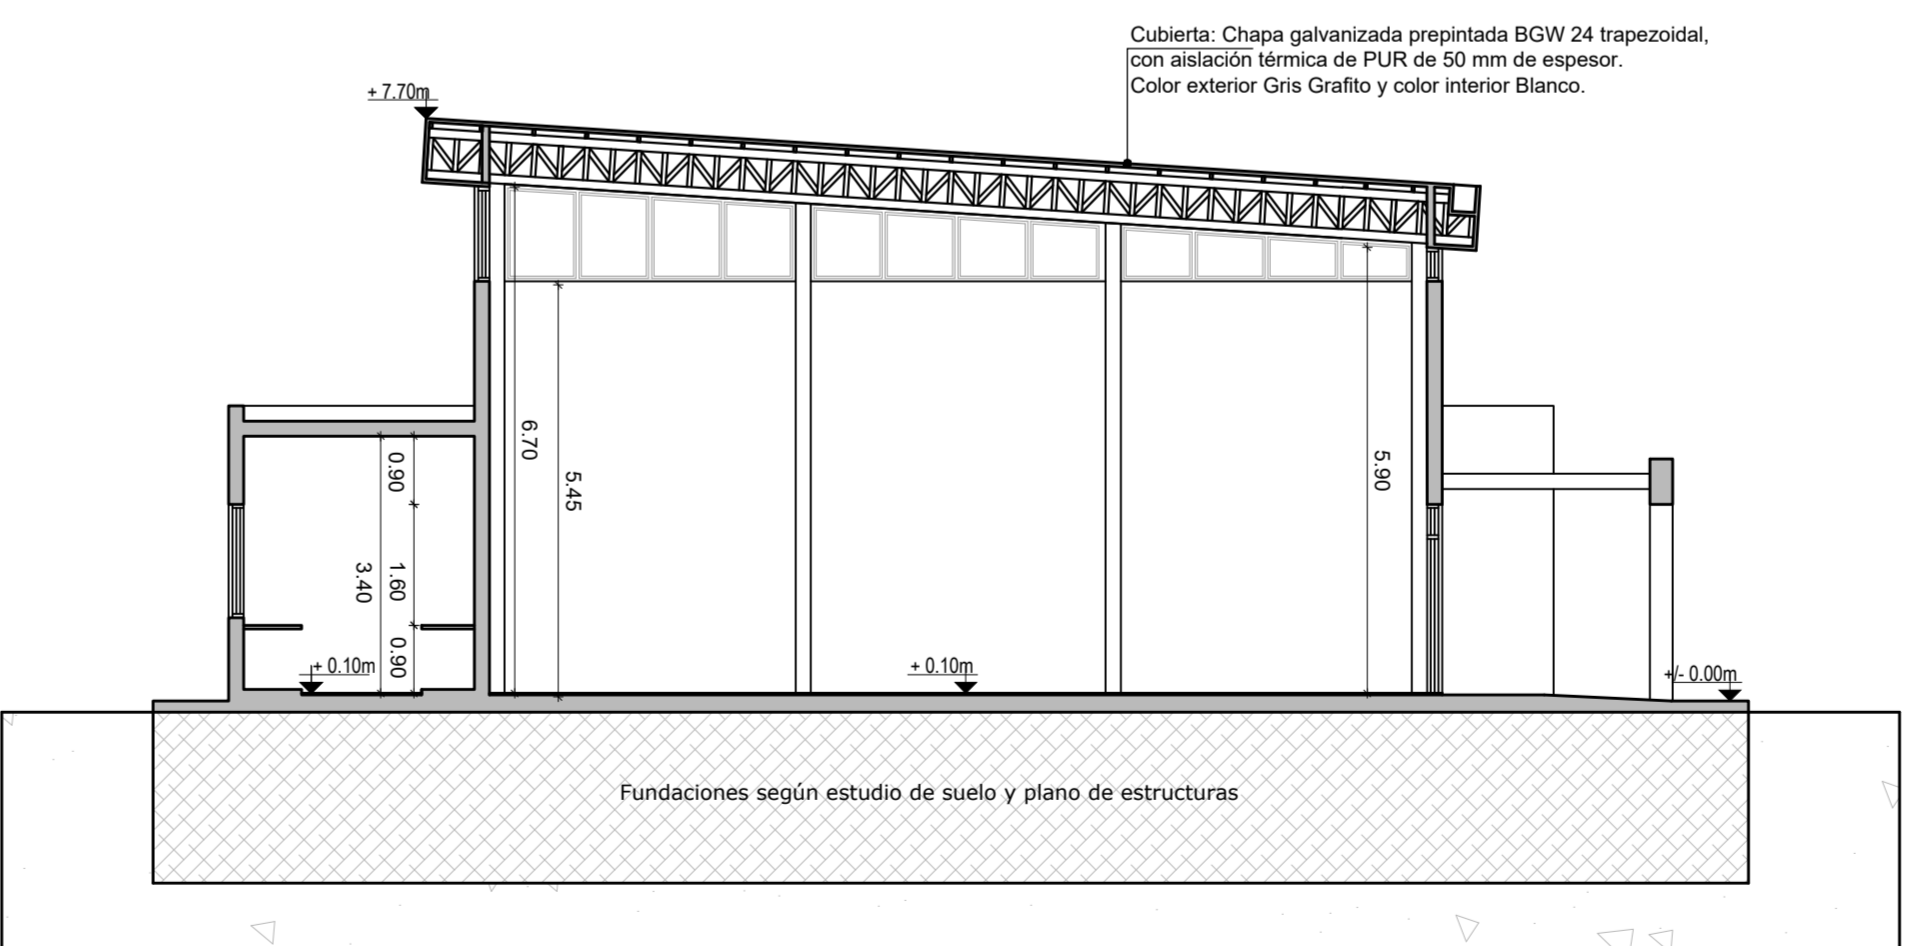 Cubierta: Chapa galvanizada prepintada BGW 24 trapezoidal,
con aislación térmica de PUR de 50 mm de espesor.
Color exterior Gris Grafito y color interior Blanco.
+ 7.70m
6.70
5.45
5.90
0.90
1.60
3.40
0.90
+ 0.10m
+ 0.10m
+/- 0.00m
Fundaciones según estudio de suelo y plano de estructuras